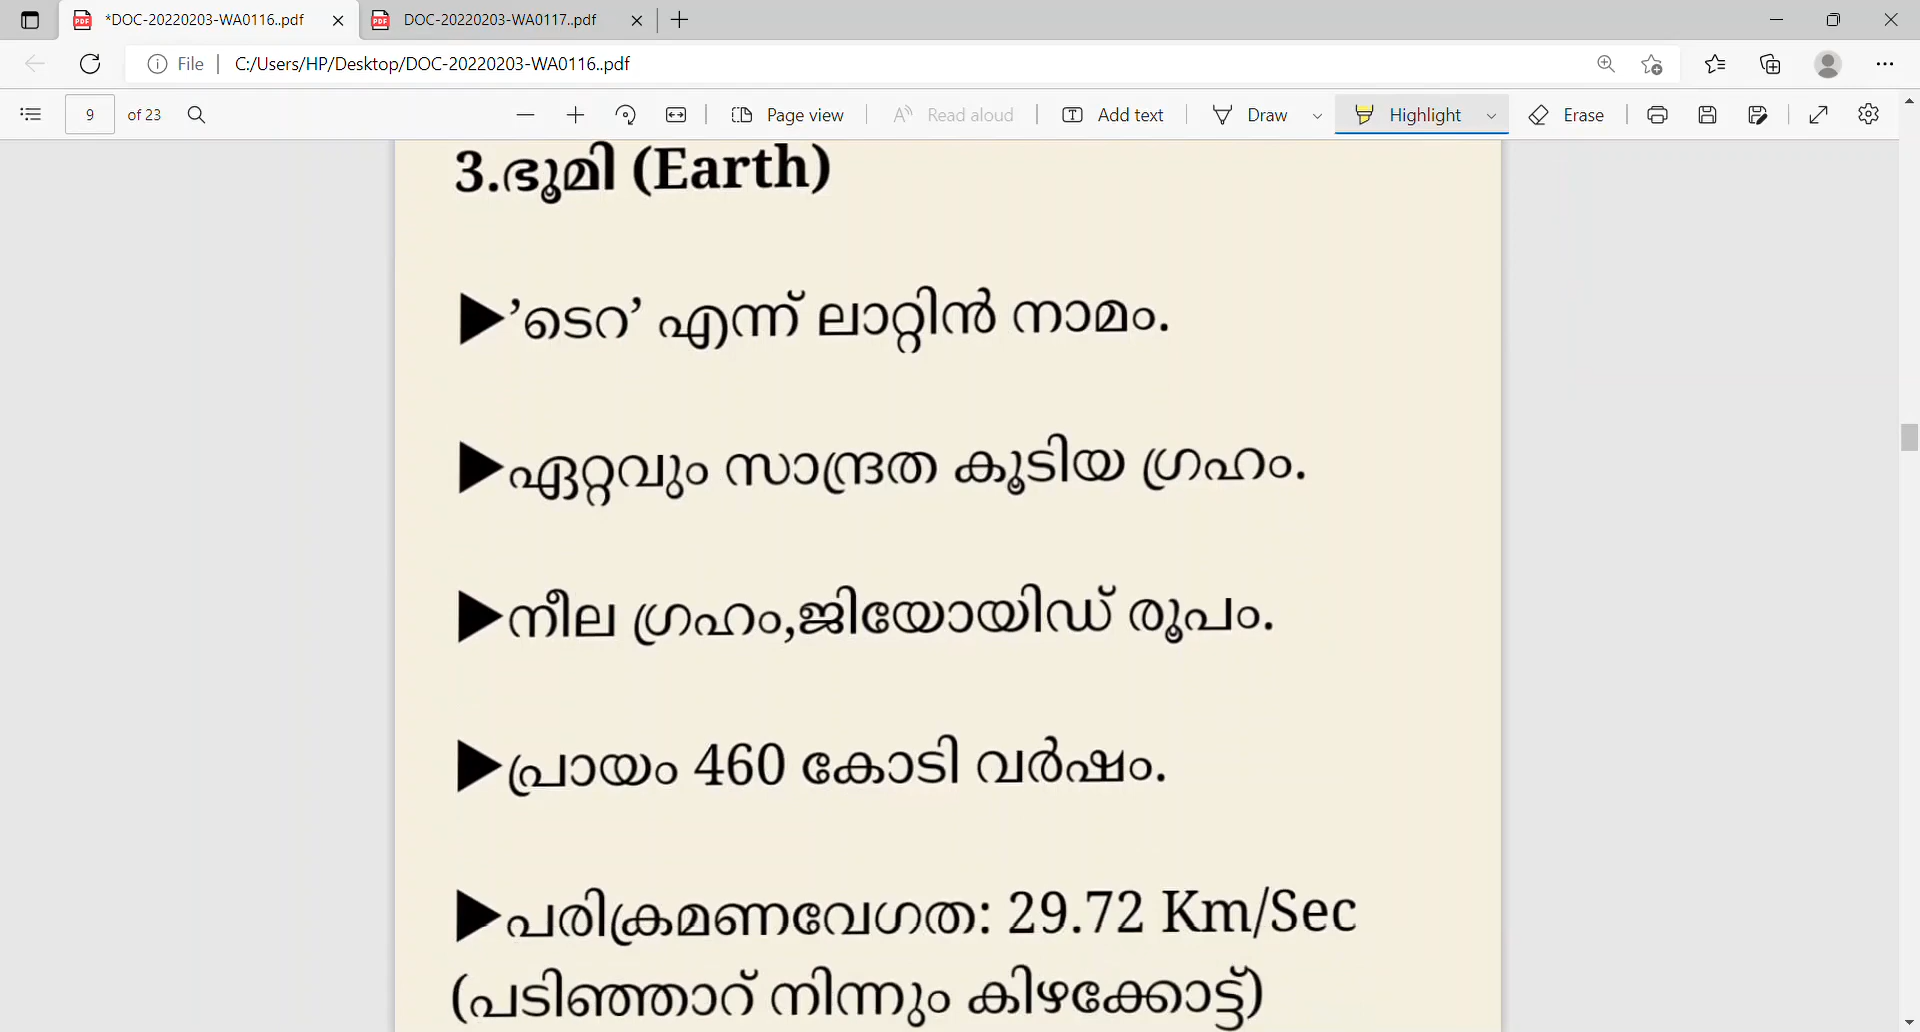 *DOC-20220203-WA0116..pdf
DOC-20220203-WA0117..pdf
File
C:/Users/HP/Desktop/DOC-20220203-WA0116..pdf
9 of 23
Page view
Read aloud
Add text
Draw
Highlight
Erase
3.ഭൂമി (Earth)
▶’ടെറ’ എന്ന് ലാറ്റിൻ നാമം.
▶ഏറ്റവും സാന്ദ്രത കൂടിയ ഗ്രഹം.
▶നീല ഗ്രഹം,ജിയോയിഡ് രൂപം.
▶പ്രായം 460 കോടി വർഷം.
▶പരിക്രമണവേഗത: 29.72 Km/Sec
(പടിഞ്ഞാറ് നിന്നും കിഴക്കോട്ട്)